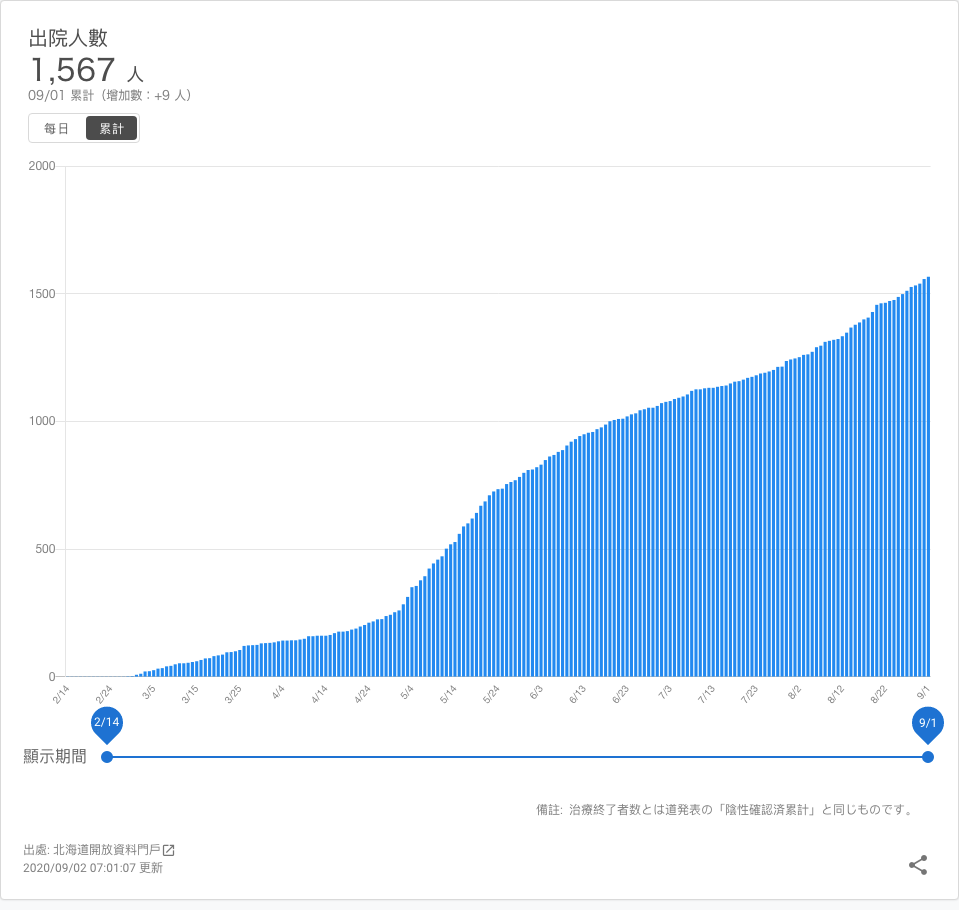 出院人數
1,567 人
09/01 累計（增加數：+9 人）
每日 累計
2000
1500
1000
500
0
2/14 2/24 3/5 3/15 3/25 4/4 4/14 4/24 5/4 5/14 5/24 6/3 6/13 6/23 7/3 7/13 7/23 8/2 8/12 8/22 9/1
2/14 9/1
顯示期間
備註: 治療終了者数とは道発表の「陰性確認済累計」と同じものです。
出處: 北海道開放資料門戶
2020/09/02 07:01:07 更新